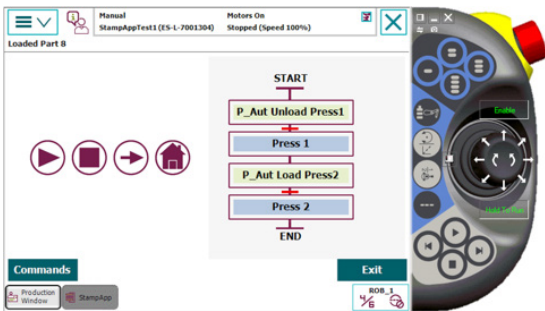 Manual
Motors On
StampAppTest1 (ES-L-7001304)
Stopped (Speed 100%)
Loaded Part 8
START
P_Aut Unload Press1
Press 1
P_Aut Load Press2
Press 2
END
Commands
Exit
Production
Window
StampApp
ROB_1
Enable
Hold To Run